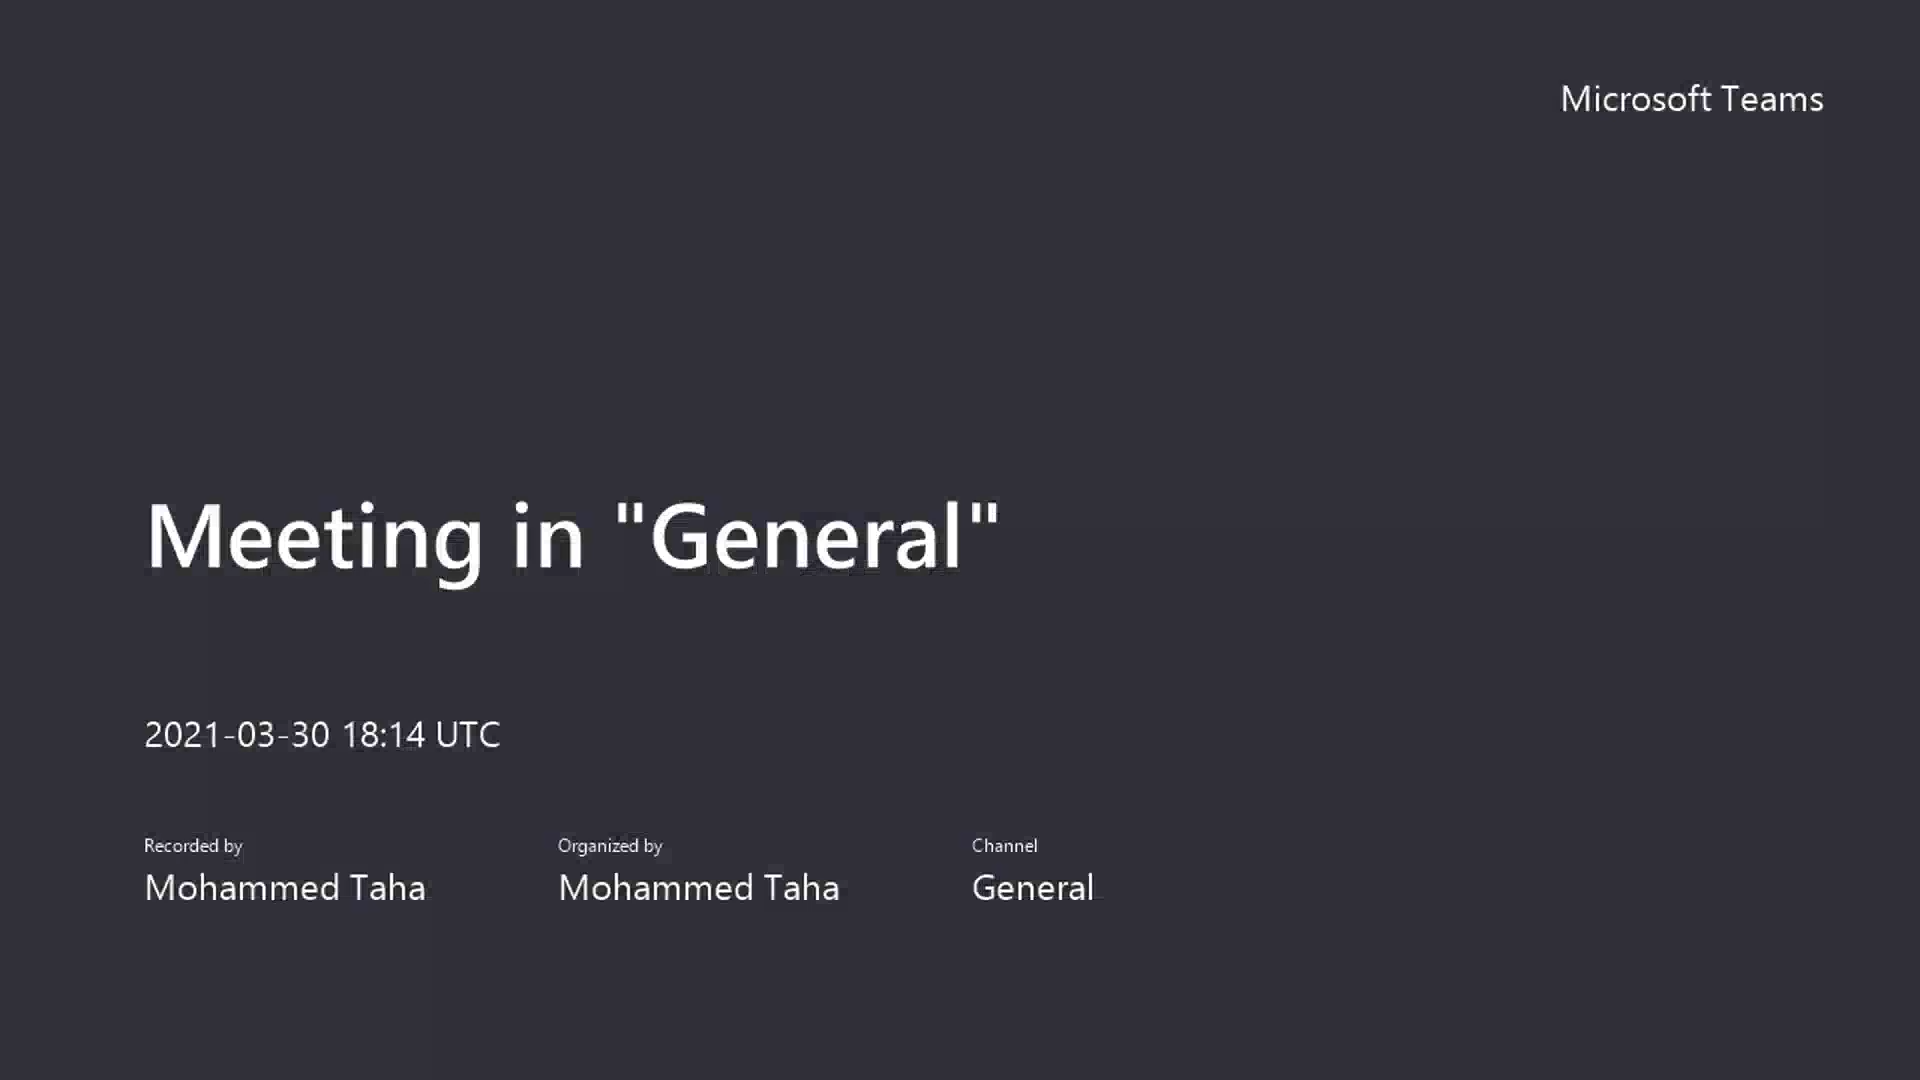 Microsoft Teams
Meeting in "General"
2021-03-30 18:14 UTC
Recorded by
Mohammed Taha
Organized by
Mohammed Taha
Channel
General